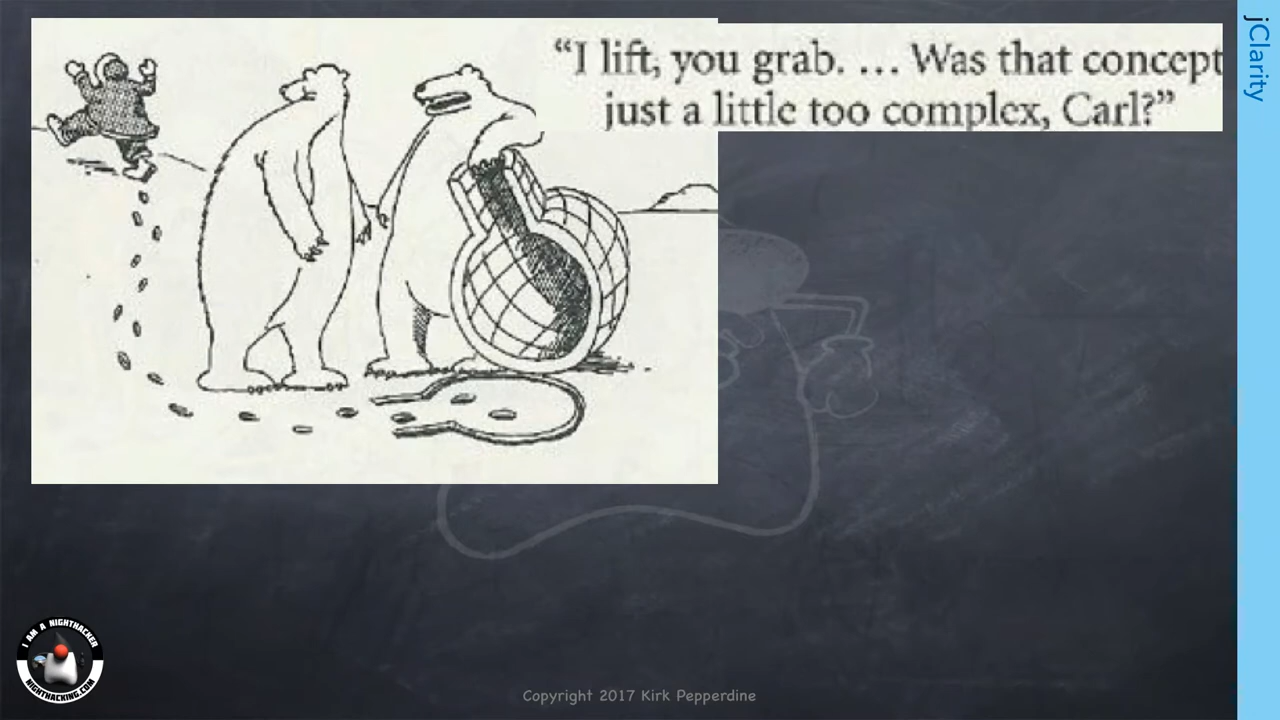 “I lift, you grab. … Was that concept
just a little too complex, Carl?”
jClarity
I AM A NIGHTHACKER
NIGHTHACKING.COM
Copyright 2017 Kirk Pepperdine